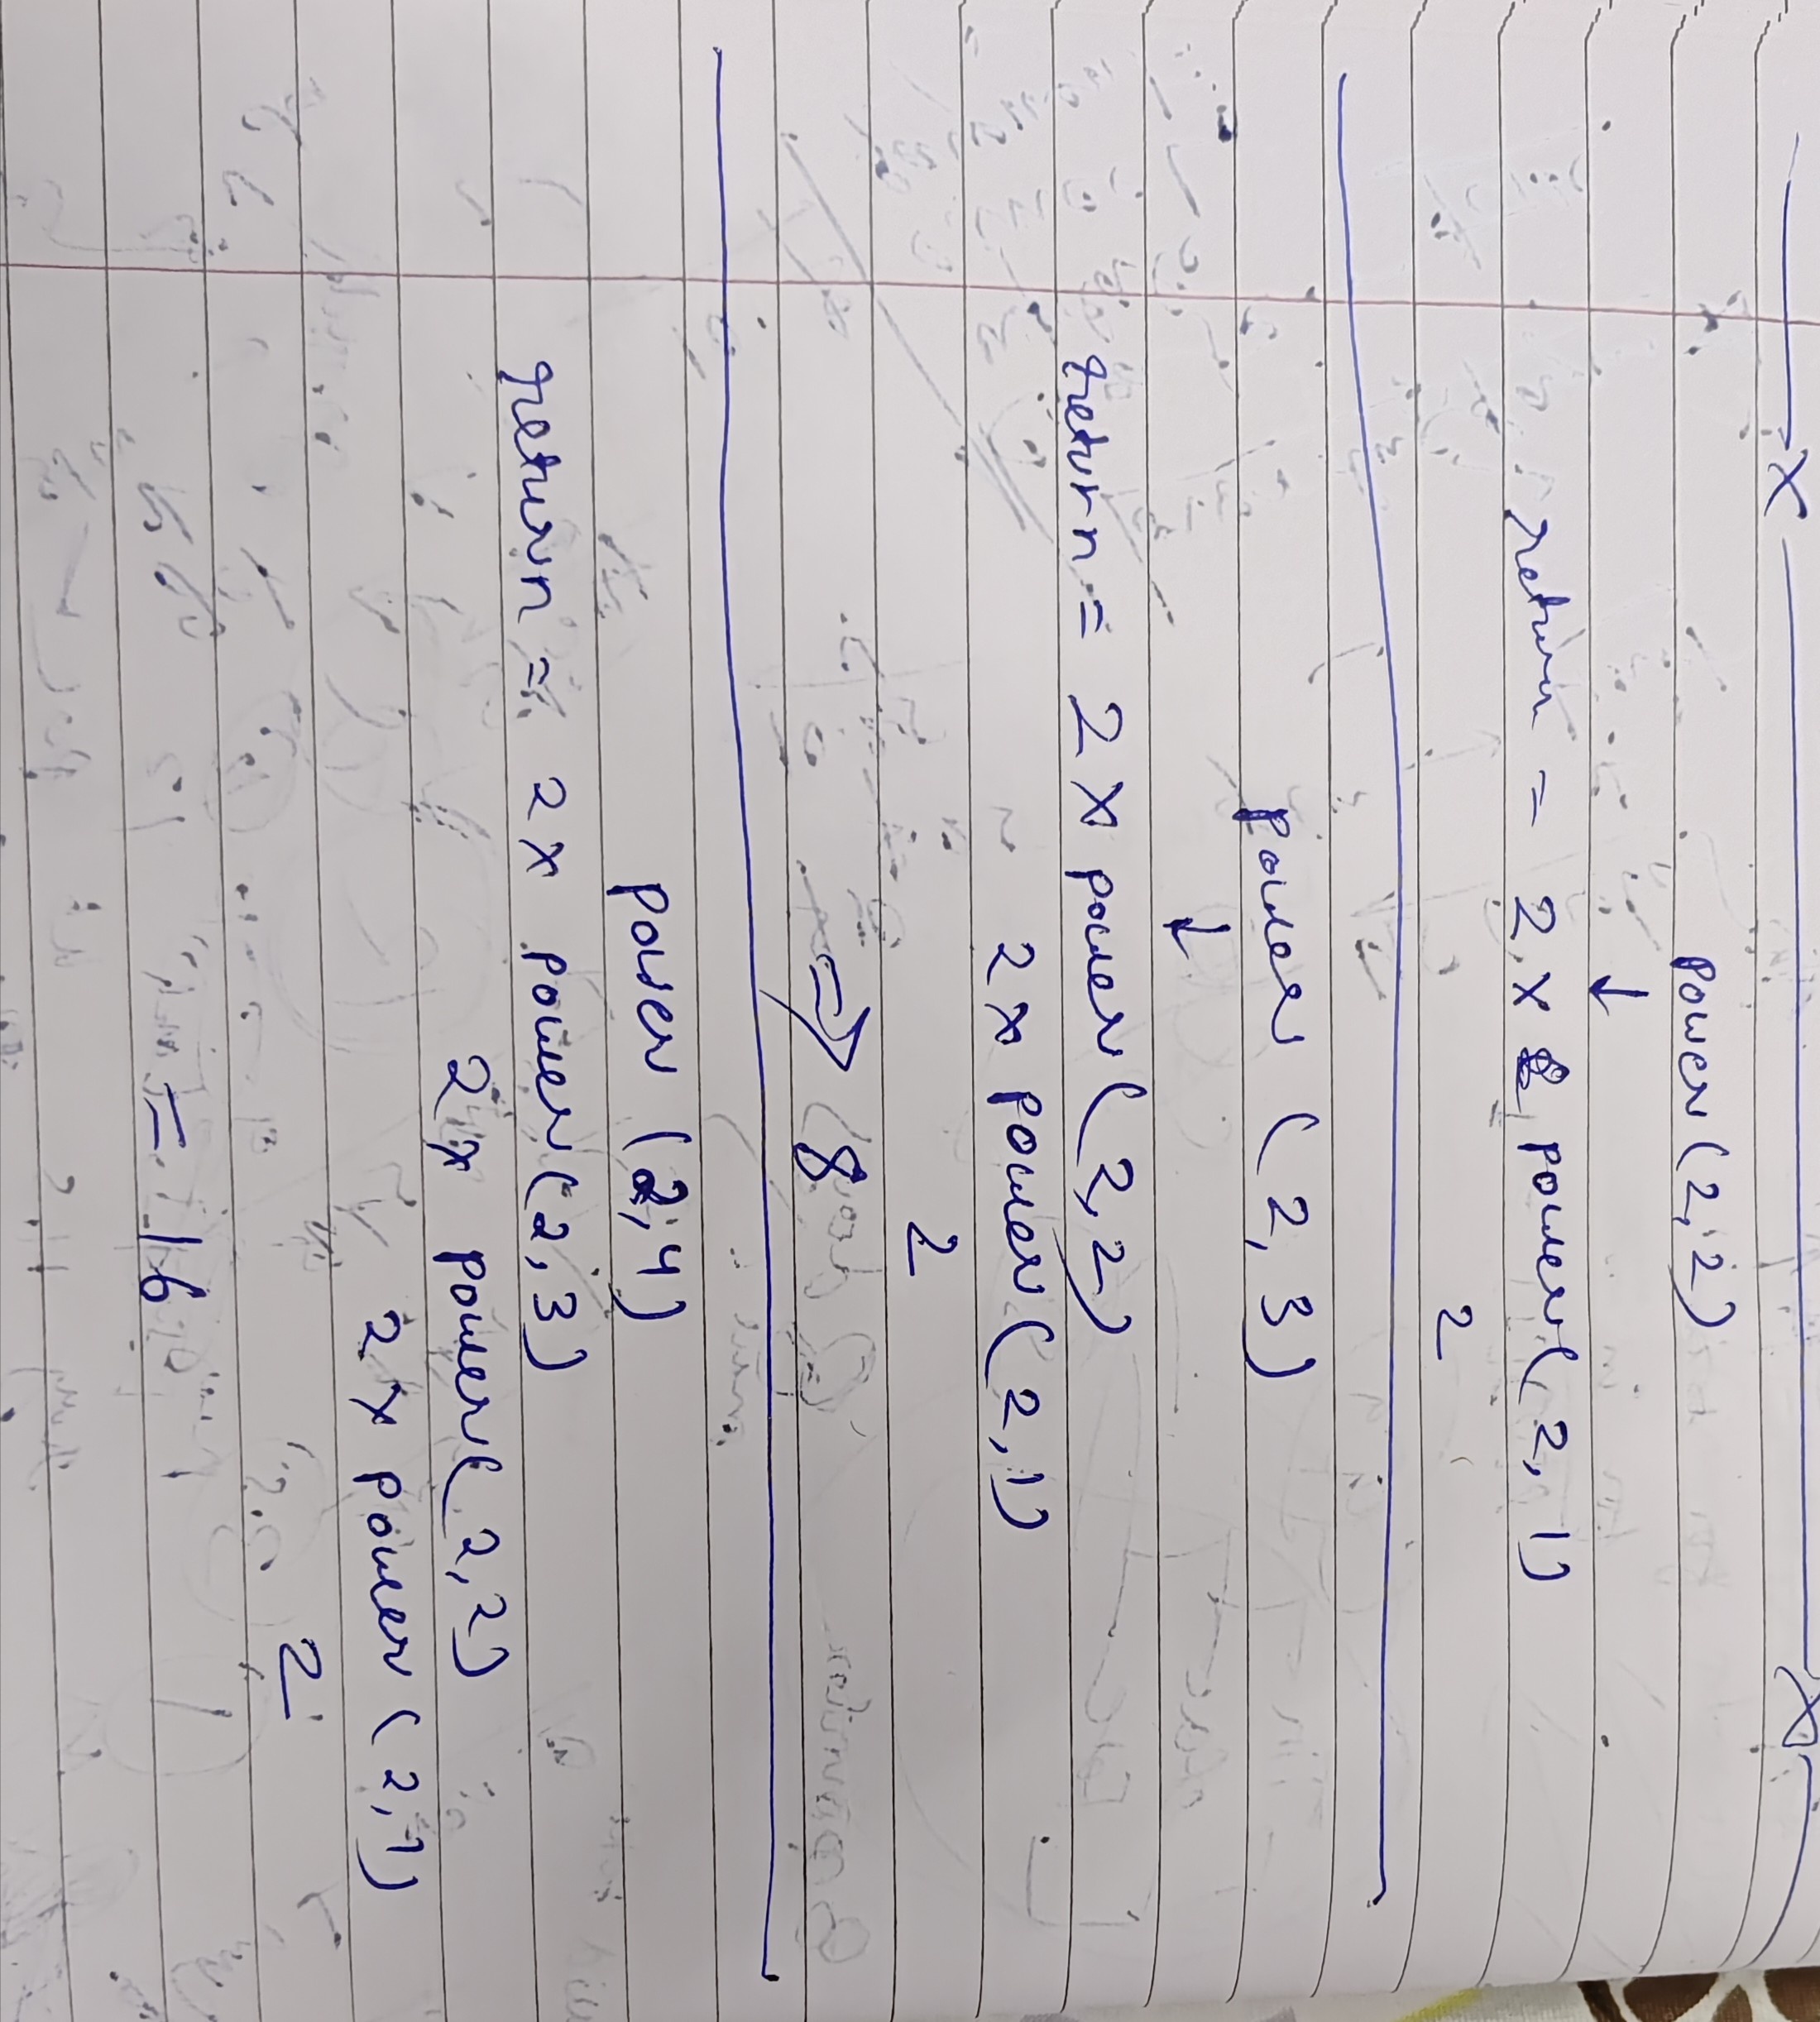 power (2, 2)
↓
return = 2 x power(2, 1)
2
power (2, 3)
↓
return = 2 x power (2,2)
2 x power (2,1)
2
=> 8
power (2,4)
return = 2 x power (2,3)
2 x power (2,2)
2 x power (2,1)
2
= 16